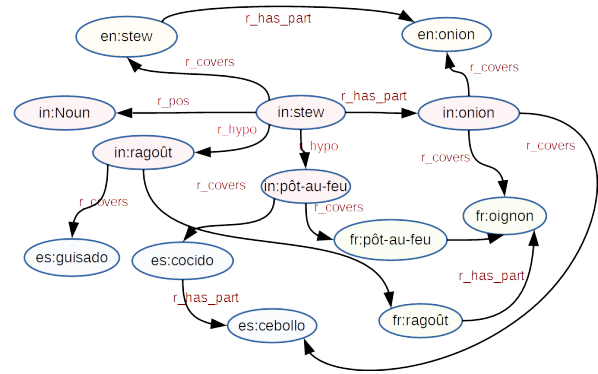 r_has_part
en:stew
en:onion
r_covers
r_covers
r_pos
r_has_part
in:Noun
in:stew
in:onion
r_hypo
r_hypo
in:ragoût
r_covers
r_covers
r_covers
in:pôt-au-feu
r_covers
r_covers
fr:oignon
fr:pôt-au-feu
es:guisado
es:cocido
r_has_part
r_has_part
fr:ragoût
es:cebollo